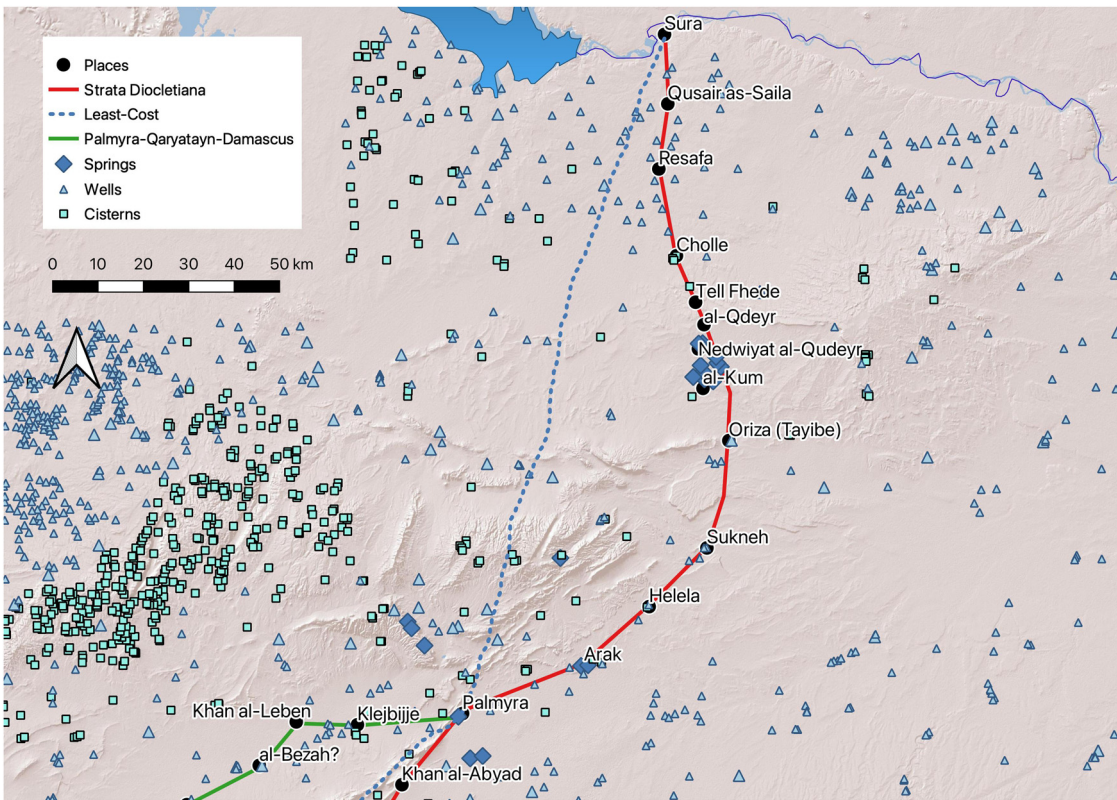 Sura
Places
Strata Diocletiana
Qusair as-Saila
Least-Cost
Palmyra-Qaryatayn-Damascus
Resafa
Springs
Wells
Cisterns
Cholle
0 10 20 30 40 50 km
Tell Fhede
al-Qdeyr
Nedwiyat al-Qudeyr
al-Kum
Oriza (Tayibe)
Sukneh
Helela
Arak
Palmyra
Khan al-Leben
Klejbijje
al-Bezah?
Khan al-Abyad